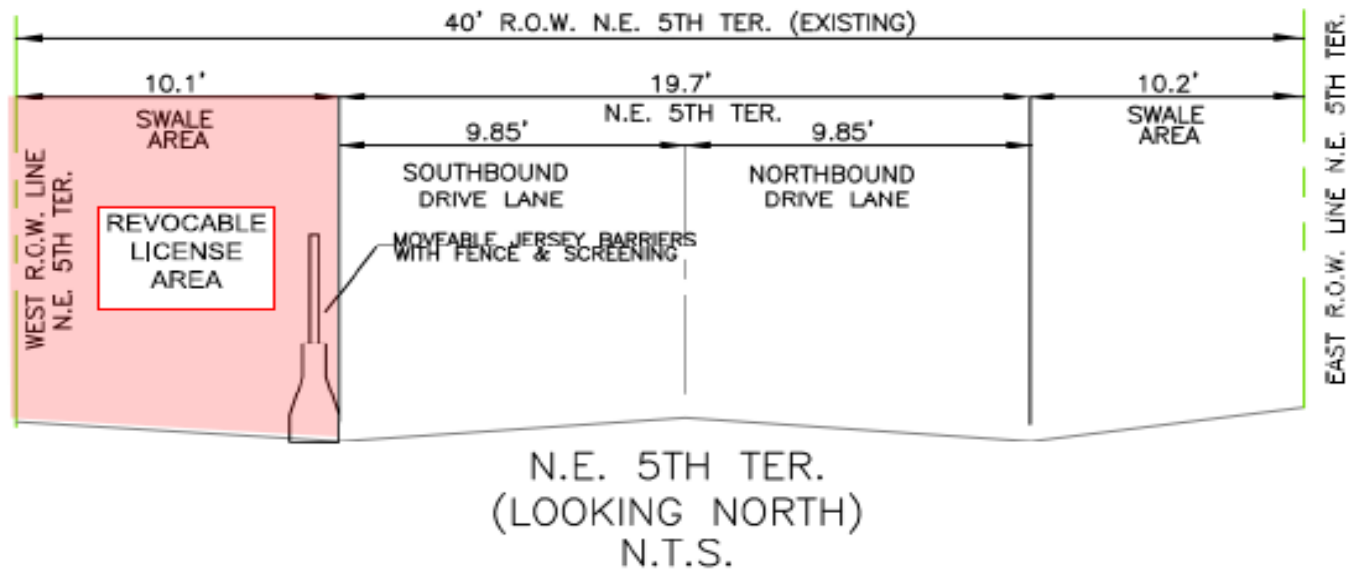 40' R.O.W. N.E. 5TH TER. (EXISTING)
10.1'
19.7'
10.2'
SWALE
AREA
N.E. 5TH TER.
SWALE
AREA
9.85'
9.85'
WEST R.O.W. LINE
N.E. 5TH TER.
REVOCABLE
LICENSE
AREA
SOUTHBOUND
DRIVE LANE
NORTHBOUND
DRIVE LANE
MOVEABLE JERSEY BARRIERS
WITH FENCE & SCREENING
EAST R.O.W. LINE N.E. 5TH TER.
N.E. 5TH TER.
(LOOKING NORTH)
N.T.S.